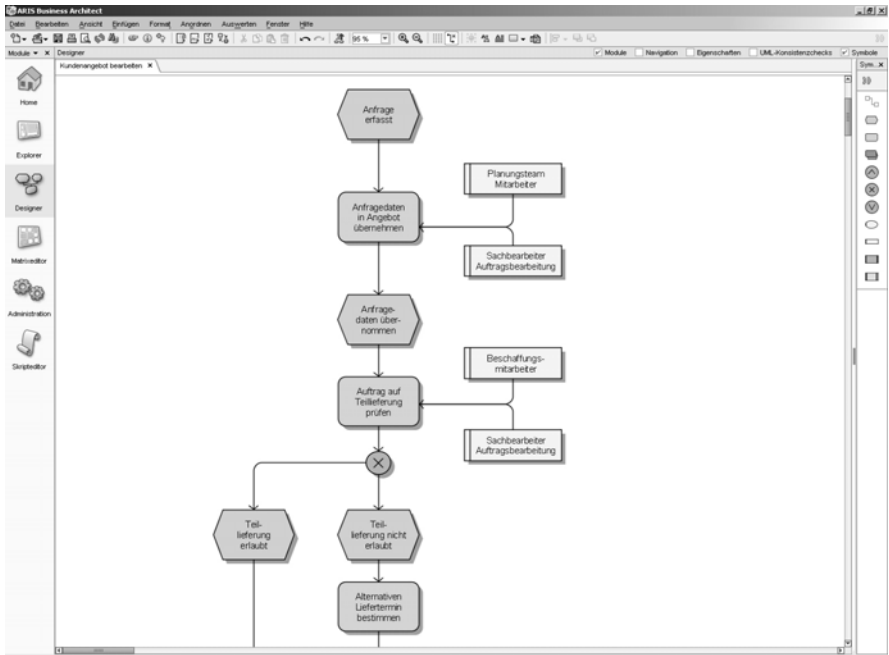 ARIS Business Architect
Datei Bearbeiten Ansicht Einfügen Format Anordnen Auswerten Fenster Hilfe
95 %
Module Designer
Module Navigation Eigenschaften UML-Konsistenzchecks Symbole
Kundenangebot bearbeiten
Sym...
Home
Explorer
Designer
Matrixeditor
Administration
Skripteditor
Anfrage
erfasst
Planungsteam
Mitarbeiter
Anfragedaten
in Angebot
übernehmen
Sachbearbeiter
Auftragsbearbeitung
Anfrage-
daten über-
nommen
Beschaffungs-
mitarbeiter
Auftrag auf
Teillieferung
prüfen
Sachbearbeiter
Auftragsbearbeitung
Teil-
lieferung
erlaubt
Teil-
lieferung nicht
erlaubt
Alternativen
Liefertermin
bestimmen